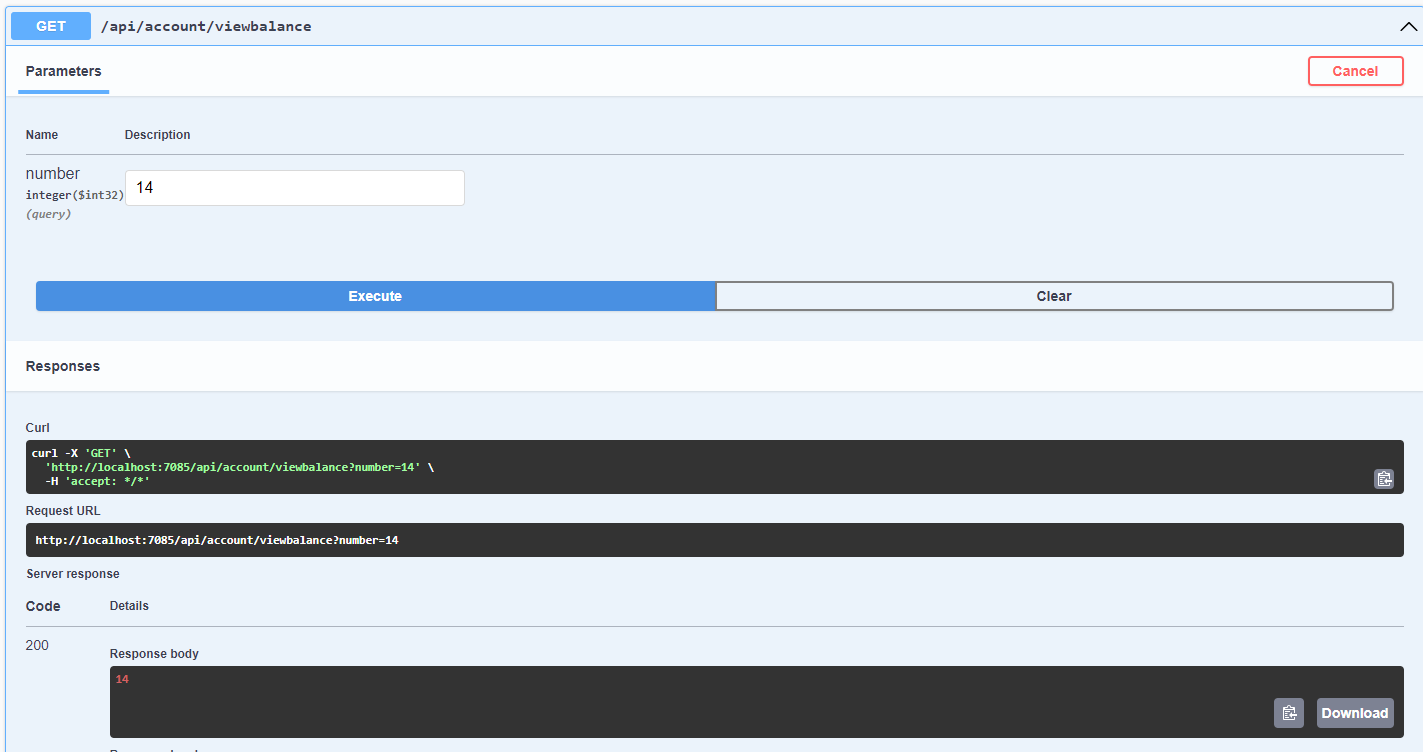 GET /api/account/viewbalance
Parameters
Cancel
Name Description
number
integer($int32)
(query)
14
Execute
Clear
Responses
Curl
curl -X 'GET' \
'http://localhost:7085/api/account/viewbalance?number=14' \
-H 'accept: */*'
Request URL
http://localhost:7085/api/account/viewbalance?number=14
Server response
Code Details
200
Response body
14
Download